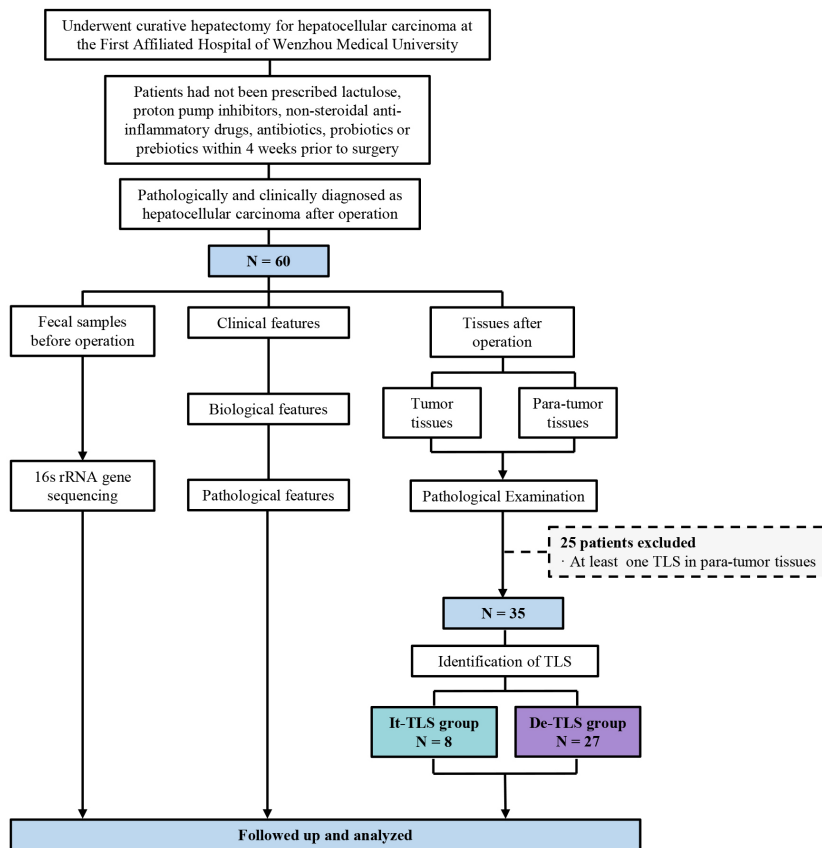 Underwent curative hepatectomy for hepatocellular carcinoma at
the First Affiliated Hospital of Wenzhou Medical University
Patients had not been prescribed lactulose,
proton pump inhibitors, non-steroidal anti-
inflammatory drugs, antibiotics, probiotics or
prebiotics within 4 weeks prior to surgery
Pathologically and clinically diagnosed as
hepatocellular carcinoma after operation
N = 60
Fecal samples
before operation
Clinical features
Tissues after
operation
Biological features
Tumor
tissues
Para-tumor
tissues
16s rRNA gene
sequencing
Pathological features
Pathological Examination
25 patients excluded
· At least one TLS in para-tumor tissues
N = 35
Identification of TLS
It-TLS group
N = 8
De-TLS group
N = 27
Followed up and analyzed